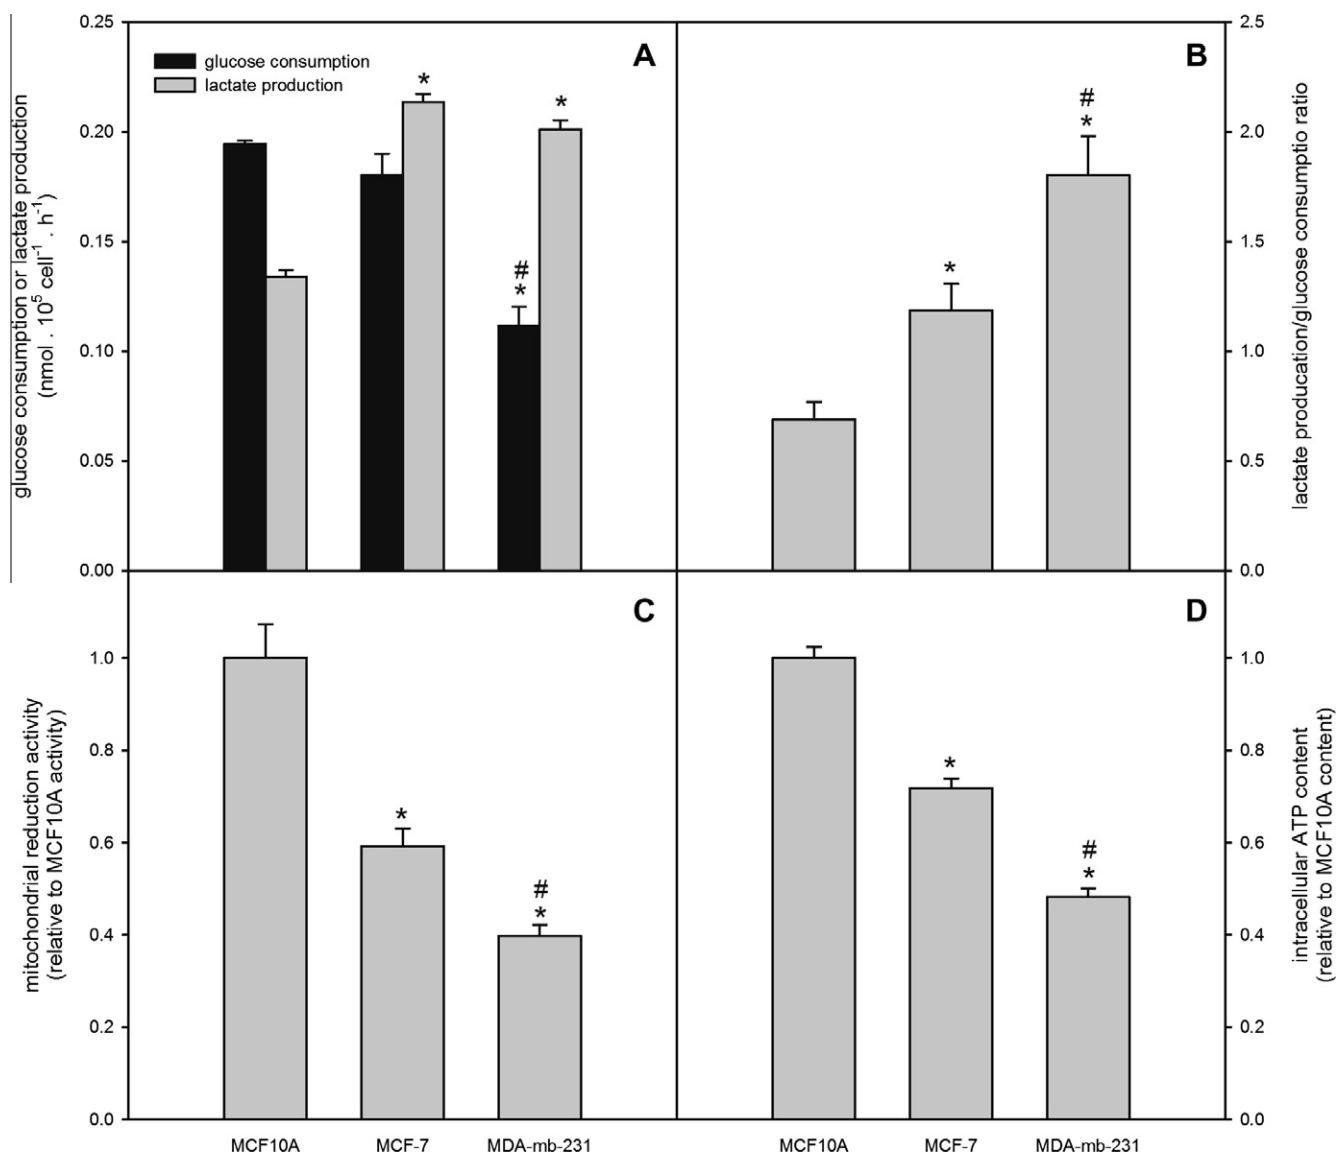 A
glucose consumption
lactate production
glucose consumption or lactate production
(nmol . 10^5 cell^-1 . h^-1)
0.25
0.20
0.15
0.10
0.05
0.00
*
*
#
*
B
lactate producation/glucose consumptio ratio
2.5
2.0
1.5
1.0
0.5
0.0
*
#
*
C
mitochondrial reduction activity
(relative to MCF10A activity)
1.0
0.8
0.6
0.4
0.2
0.0
*
#
*
MCF10A
MCF-7
MDA-mb-231
D
intracellular ATP content
(relative to MCF10A content)
1.0
0.8
0.6
0.4
0.2
0.0
*
#
*
MCF10A
MCF-7
MDA-mb-231